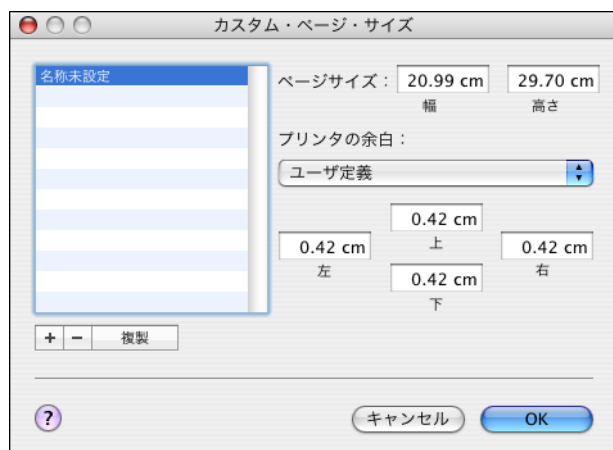 カスタム・ページ・サイズ
名称未設定
ページサイズ： 20.99 cm 29.70 cm
幅 高さ
プリンタの余白：
ユーザ定義
0.42 cm
上
0.42 cm 0.42 cm
左 右
0.42 cm
下
+ − 複製
? キャンセル OK